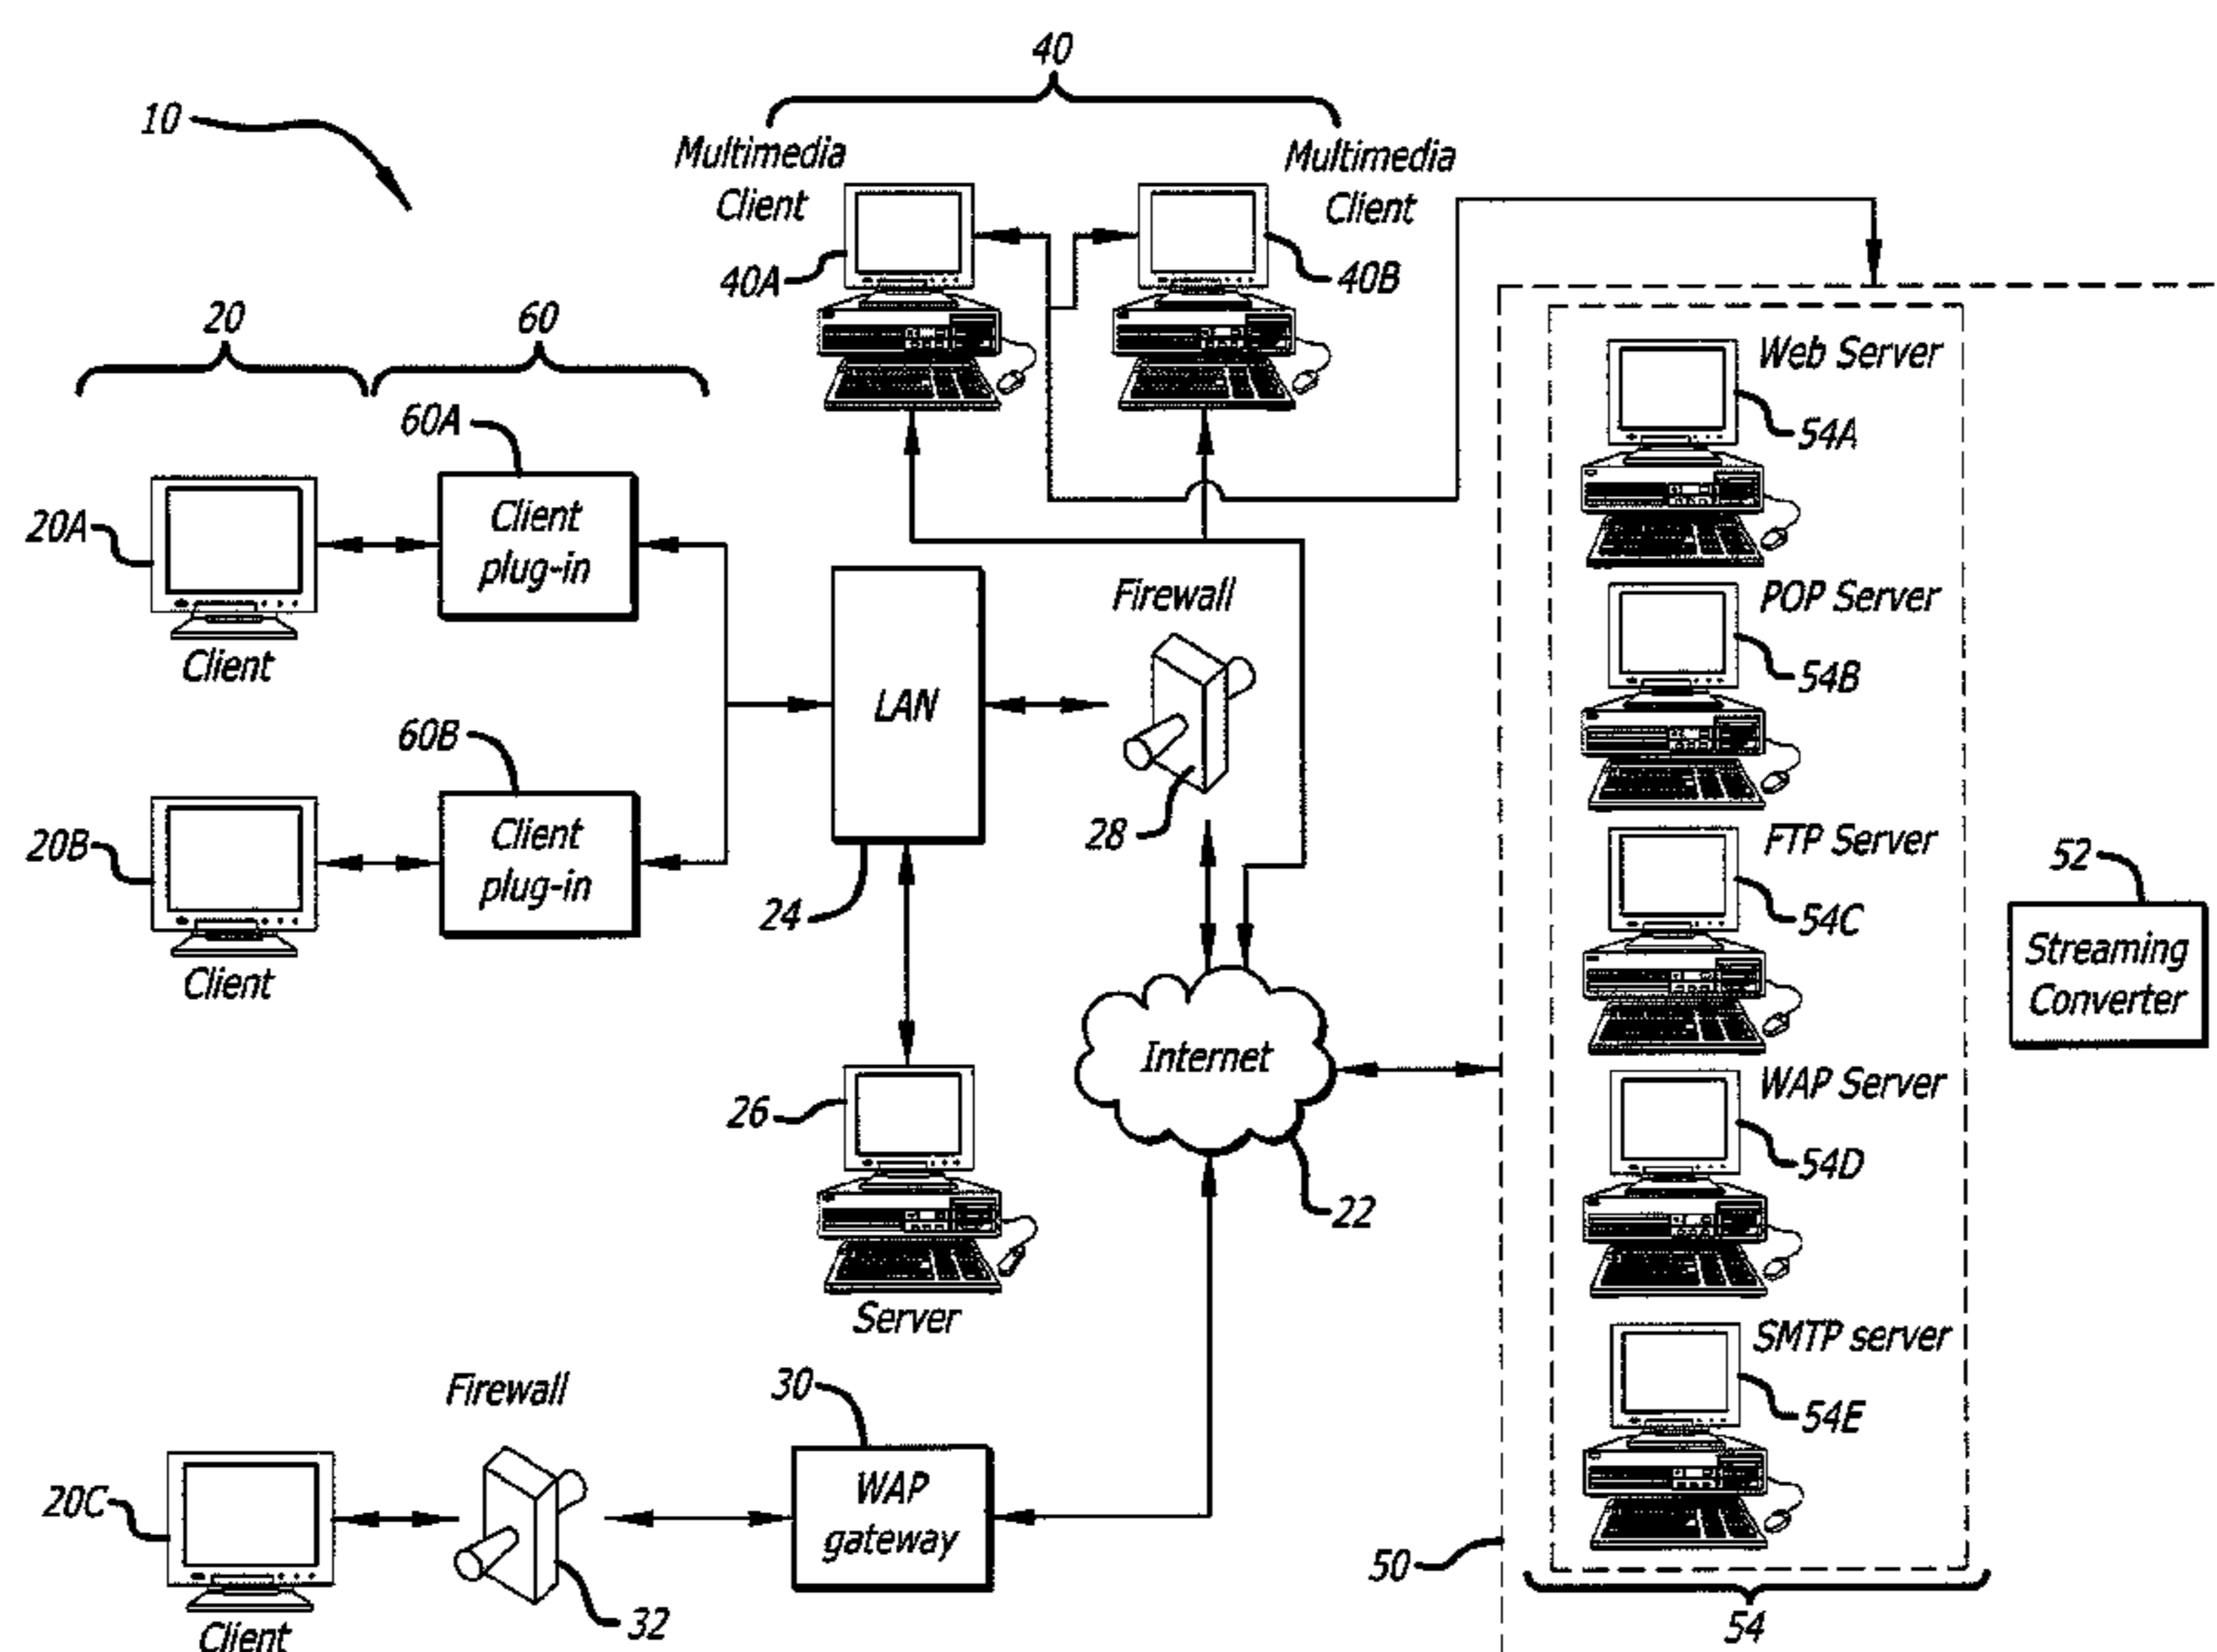 40
10
Multimedia
Client
Multimedia
Client
40A
40B
20
60
Web Server
54A
60A
Client
plug-in
20A
Client
Firewall
POP Server
54B
LAN
60B
Client
plug-in
20B
Client
28
24
FTP Server
54C
52
Streaming
Converter
Internet
26
WAP Server
54D
22
Server
SMTP server
54E
Firewall
30
WAP
gateway
20C
Client
32
50
54